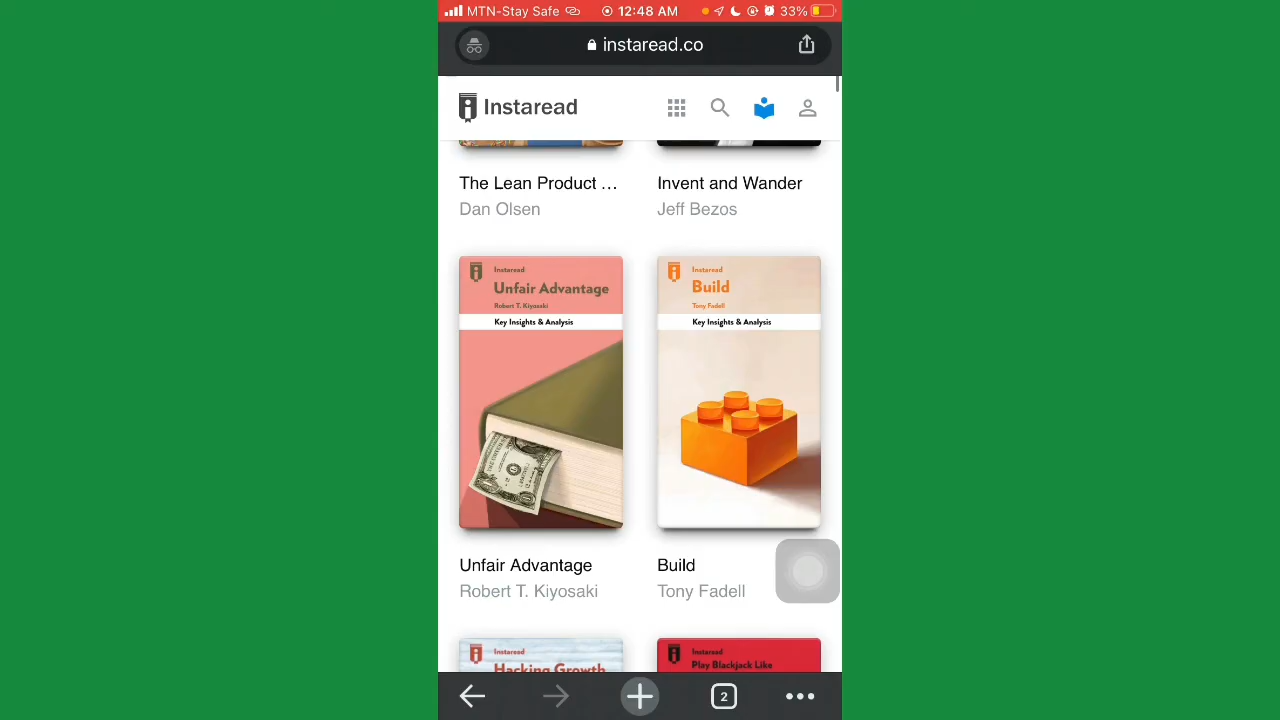 MTN-Stay Safe 12:48 AM 33%
instaread.co
Instaread
The Lean Product ... Invent and Wander
Dan Olsen Jeff Bezos
Instaread
Unfair Advantage
Robert T. Kiyosaki
Key Insights & Analysis
Instaread
Build
Tony Fadell
Key Insights & Analysis
Unfair Advantage Build
Robert T. Kiyosaki Tony Fadell
Instaread
Hacking Growth
Instaread
Play Blackjack Like
2